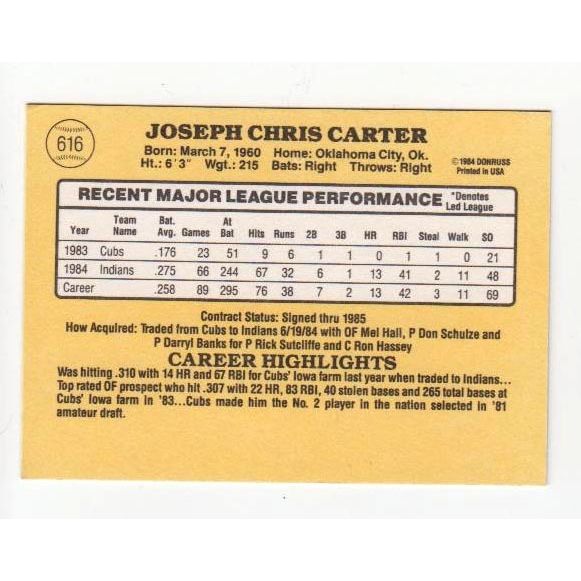 616
JOSEPH CHRIS CARTER
Born: March 7, 1960 Home: Oklahoma City, Ok.
Ht.: 6'3" Wgt.: 215 Bats: Right Throws: Right
©1984 DONRUSS
Printed in USA
RECENT MAJOR LEAGUE PERFORMANCE *Denotes Led League
Year Team Name Bat. Avg. Games At Bat Hits Runs 2B 3B HR RBI Steal Walk SO
1983 Cubs .176 23 51 9 6 1 1 0 1 1 0 21
1984 Indians .275 66 244 67 32 6 1 13 41 2 11 48
Career .258 89 295 76 38 7 2 13 42 3 11 69
Contract Status: Signed thru 1985
How Acquired: Traded from Cubs to Indians 6/19/84 with OF Mel Hall, P Don Schulze and
P Darryl Banks for P Rick Sutcliffe and C Ron Hassey
CAREER HIGHLIGHTS
Was hitting .310 with 14 HR and 67 RBI for Cubs' Iowa farm last year when traded to Indians...
Top rated OF prospect who hit .307 with 22 HR, 83 RBI, 40 stolen bases and 265 total bases at
Cubs' Iowa farm in '83...Cubs made him the No. 2 player in the nation selected in '81
amateur draft.